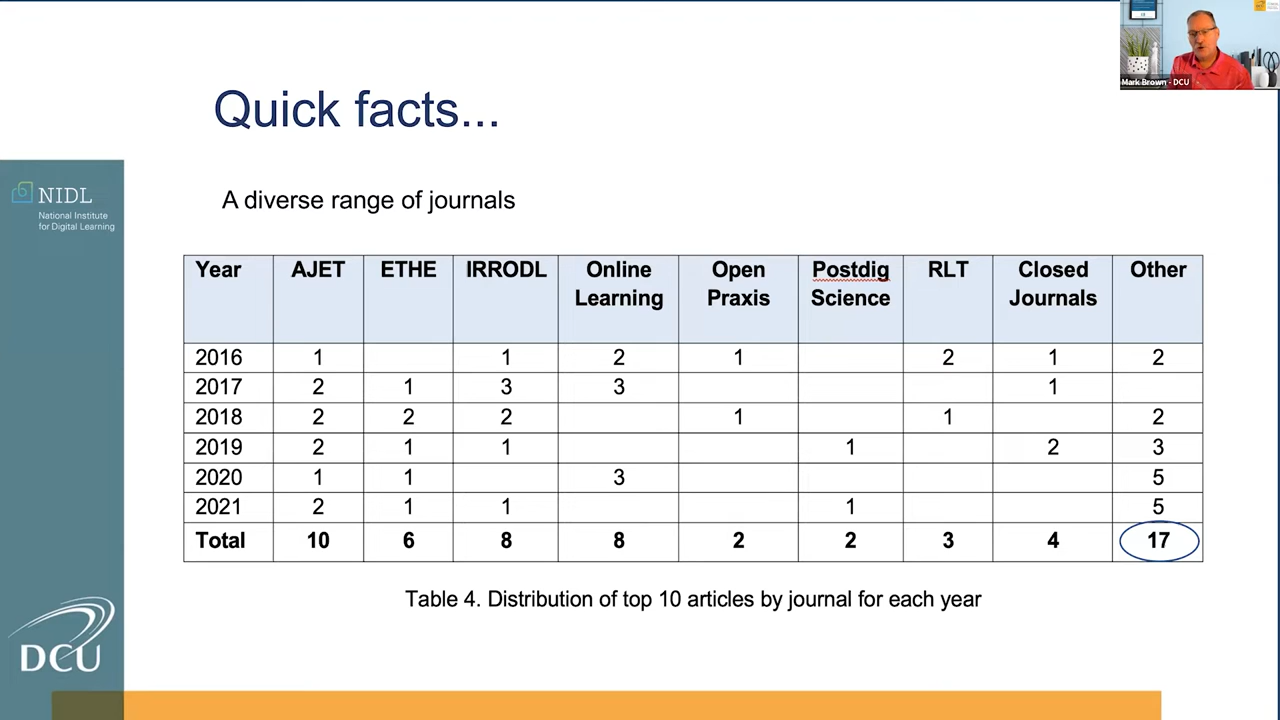 Mark Brown - DCU
Quick facts...
NIDL
National Institute
for Digital Learning
A diverse range of journals
Year AJET ETHE IRRODL Online Learning Open Praxis Postdig Science RLT Closed Journals Other
2016 1 1 2 1 2 1 2
2017 2 1 3 3 1
2018 2 2 2 1 1 2
2019 2 1 1 1 2 3
2020 1 1 3 5
2021 2 1 1 1 5
Total 10 6 8 8 2 2 3 4 17
Table 4. Distribution of top 10 articles by journal for each year
DCU